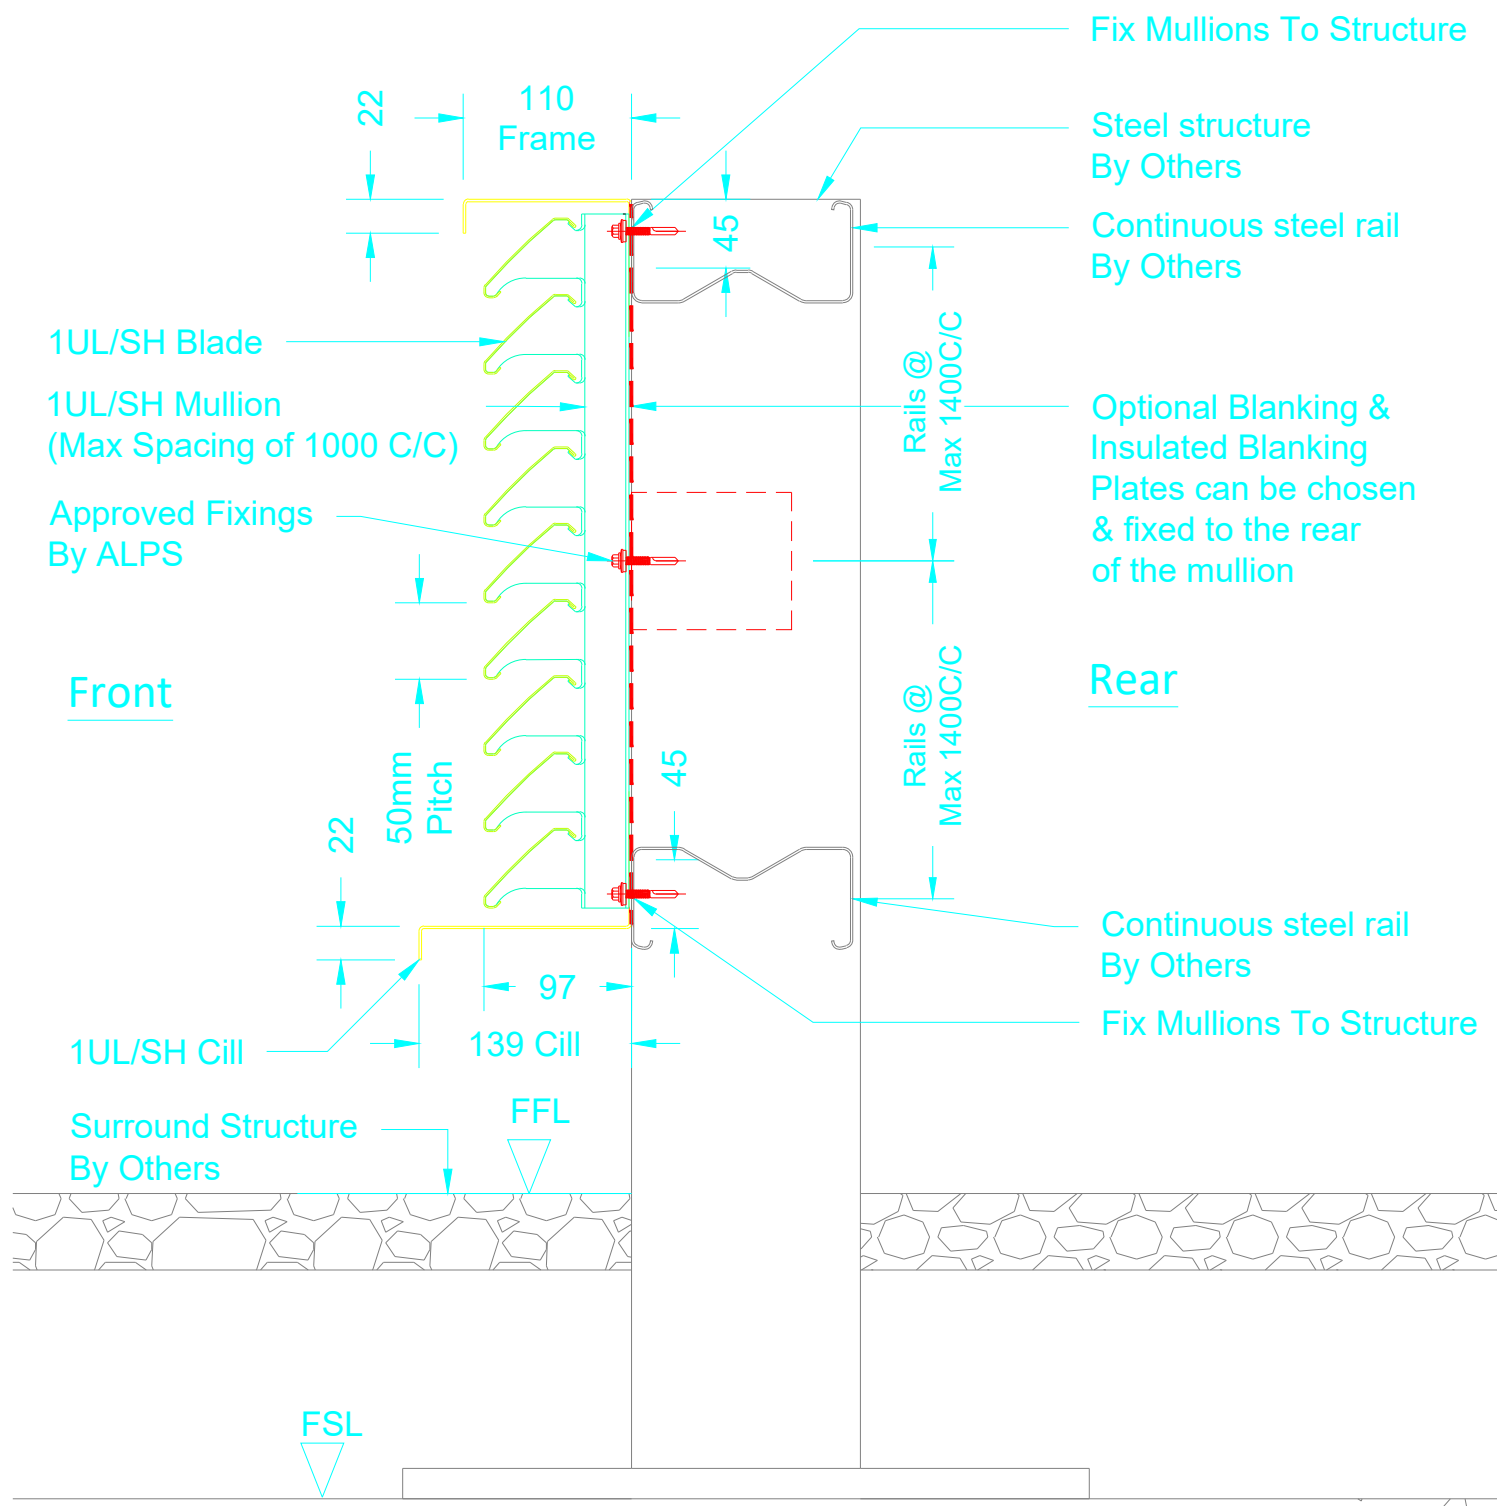 Fix Mullions To Structure
22
110
Frame
Steel structure
By Others
45
Continuous steel rail
By Others
1UL/SH Blade
1UL/SH Mullion
(Max Spacing of 1000 C/C)
Rails @
Max 1400C/C
Optional Blanking &
Insulated Blanking
Plates can be chosen
& fixed to the rear
of the mullion
Approved Fixings
By ALPS
Front
Rear
Rails @
Max 1400C/C
50mm
Pitch
45
22
Continuous steel rail
By Others
97
139 Cill
Fix Mullions To Structure
1UL/SH Cill
Surround Structure
By Others
FFL
FSL